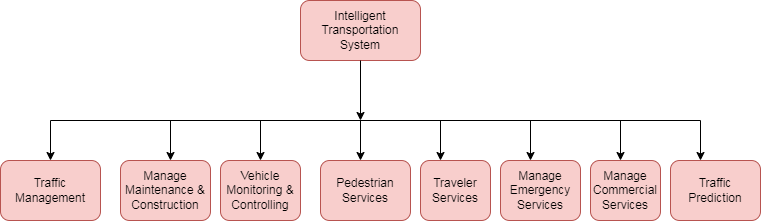 Intelligent
Transportation
System
Traffic
Management
Manage
Maintenance &
Construction
Vehicle
Monitoring &
Controlling
Pedestrian
Services
Traveler
Services
Manage
Emergency
Services
Manage
Commercial
Services
Traffic
Prediction